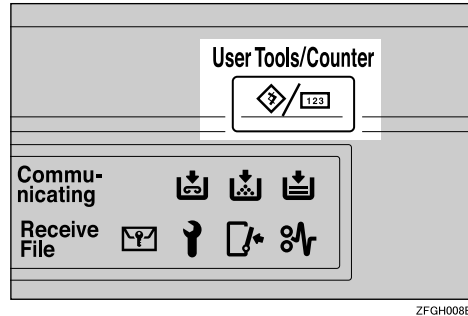 User Tools/Counter
123
Commu-
nicating
Receive
File
ZFGH008E